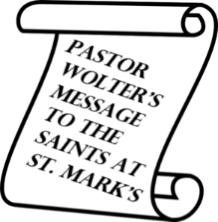 PASTOR
WOLTER'S
MESSAGE
TO THE
SAINTS AT
ST. MARK'S